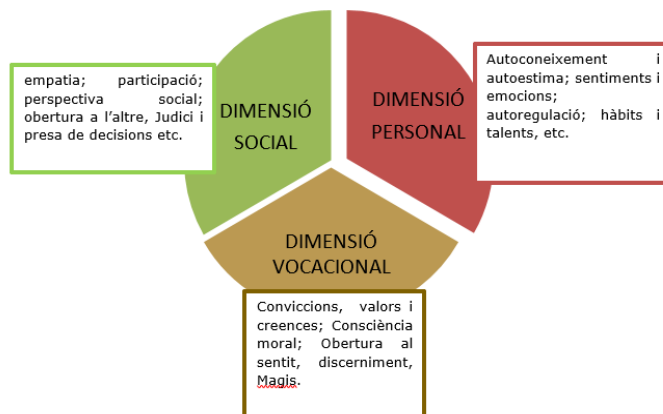 empatia; participació;
perspectiva social;
obertura a l'altre, Judici i
presa de decisions etc.
DIMENSIÓ
SOCIAL
DIMENSIÓ
PERSONAL
Autoconeixement i
autoestima; sentiments i
emocions;
autoregulació; hàbits i
talents, etc.
DIMENSIÓ
VOCACIONAL
Conviccions, valors i
creences; Consciència
moral; Obertura al
sentit, discerniment,
Magis.